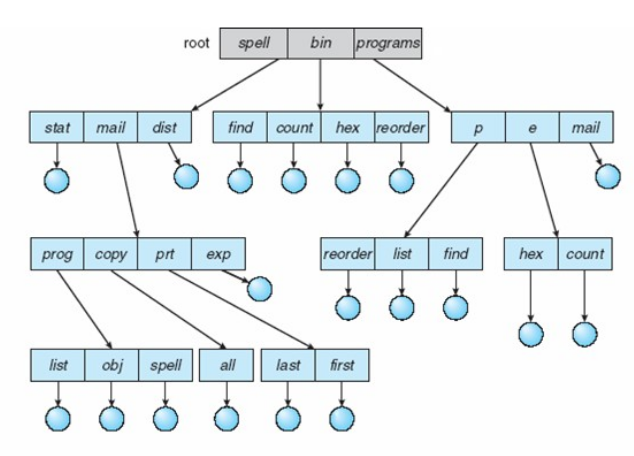 root spell bin programs
stat mail dist find count hex reorder p e mail
prog copy prt exp reorder list find hex count
list obj spell all last first